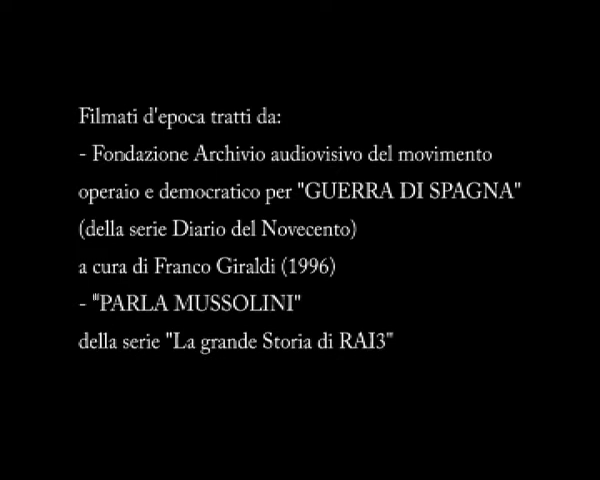 Filmati d'epoca tratti da:
- Fondazione Archivio audiovisivo del movimento
operaio e democratico per "GUERRA DI SPAGNA"
(della serie Diario del Novecento)
a cura di Franco Giraldi (1996)
- "PARLA MUSSOLINI"
della serie "La grande Storia di RAI3"